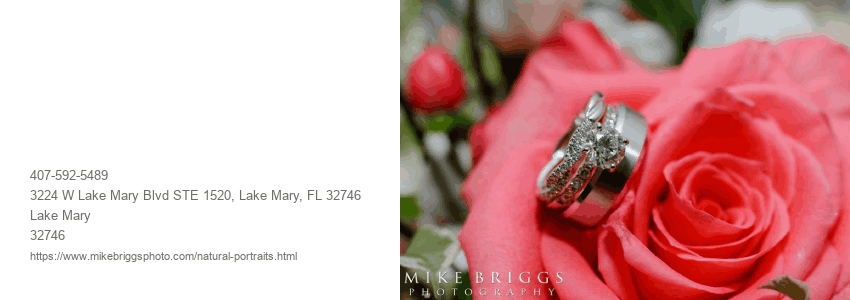 407-592-5489
3224 W Lake Mary Blvd STE 1520, Lake Mary, FL 32746
Lake Mary
32746
https://www.mikebriggsphoto.com/natural-portraits.html
MIKE BRIGGS
PHOTOGRAPHY